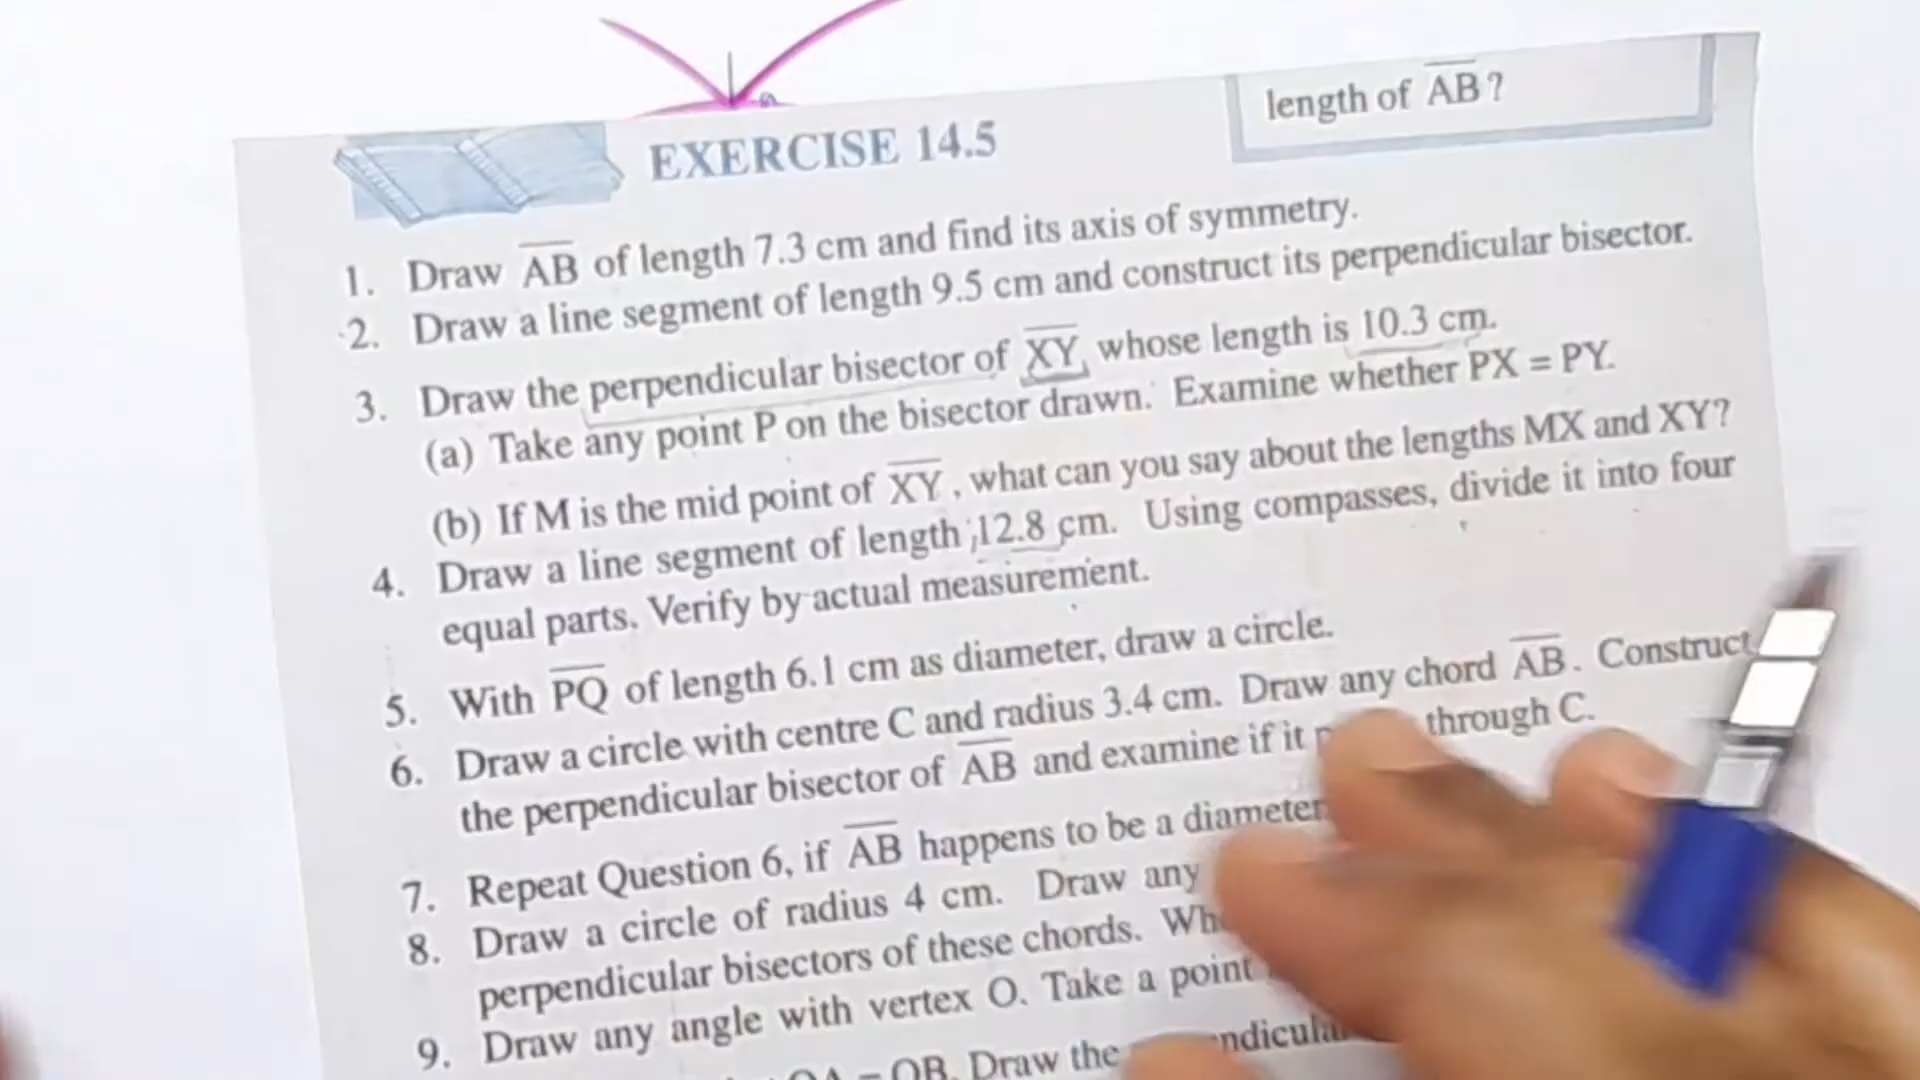 length of AB?
EXERCISE 14.5
1. Draw AB of length 7.3 cm and find its axis of symmetry.
2. Draw a line segment of length 9.5 cm and construct its perpendicular bisector.
3. Draw the perpendicular bisector of XY whose length is 10.3 cm.
(a) Take any point P on the bisector drawn. Examine whether PX = PY.
(b) If M is the mid point of XY, what can you say about the lengths MX and XY?
4. Draw a line segment of length 12.8 cm. Using compasses, divide it into four
equal parts. Verify by actual measurement.
5. With PQ of length 6.1 cm as diameter, draw a circle.
6. Draw a circle with centre C and radius 3.4 cm. Draw any chord AB. Construct
the perpendicular bisector of AB and examine if it through C.
7. Repeat Question 6, if AB happens to be a diameter
8. Draw a circle of radius 4 cm. Draw any
perpendicular bisectors of these chords.
9. Draw any angle with vertex O. Take a point
OA = OB. Draw the